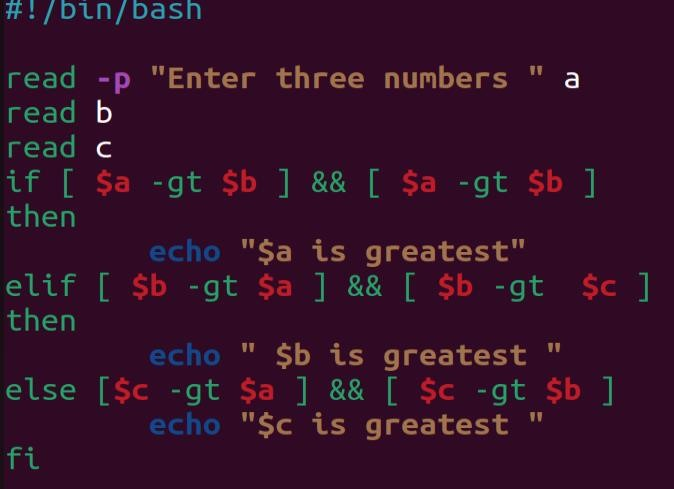 #!/bin/bash
read -p "Enter three numbers " a
read b
read c
if [ $a -gt $b ] && [ $a -gt $b ]
then
echo "$a is greatest"
elif [ $b -gt $a ] && [ $b -gt  $c ]
then
echo " $b is greatest "
else [$c -gt $a ] && [ $c -gt $b ]
echo "$c is greatest "
fi